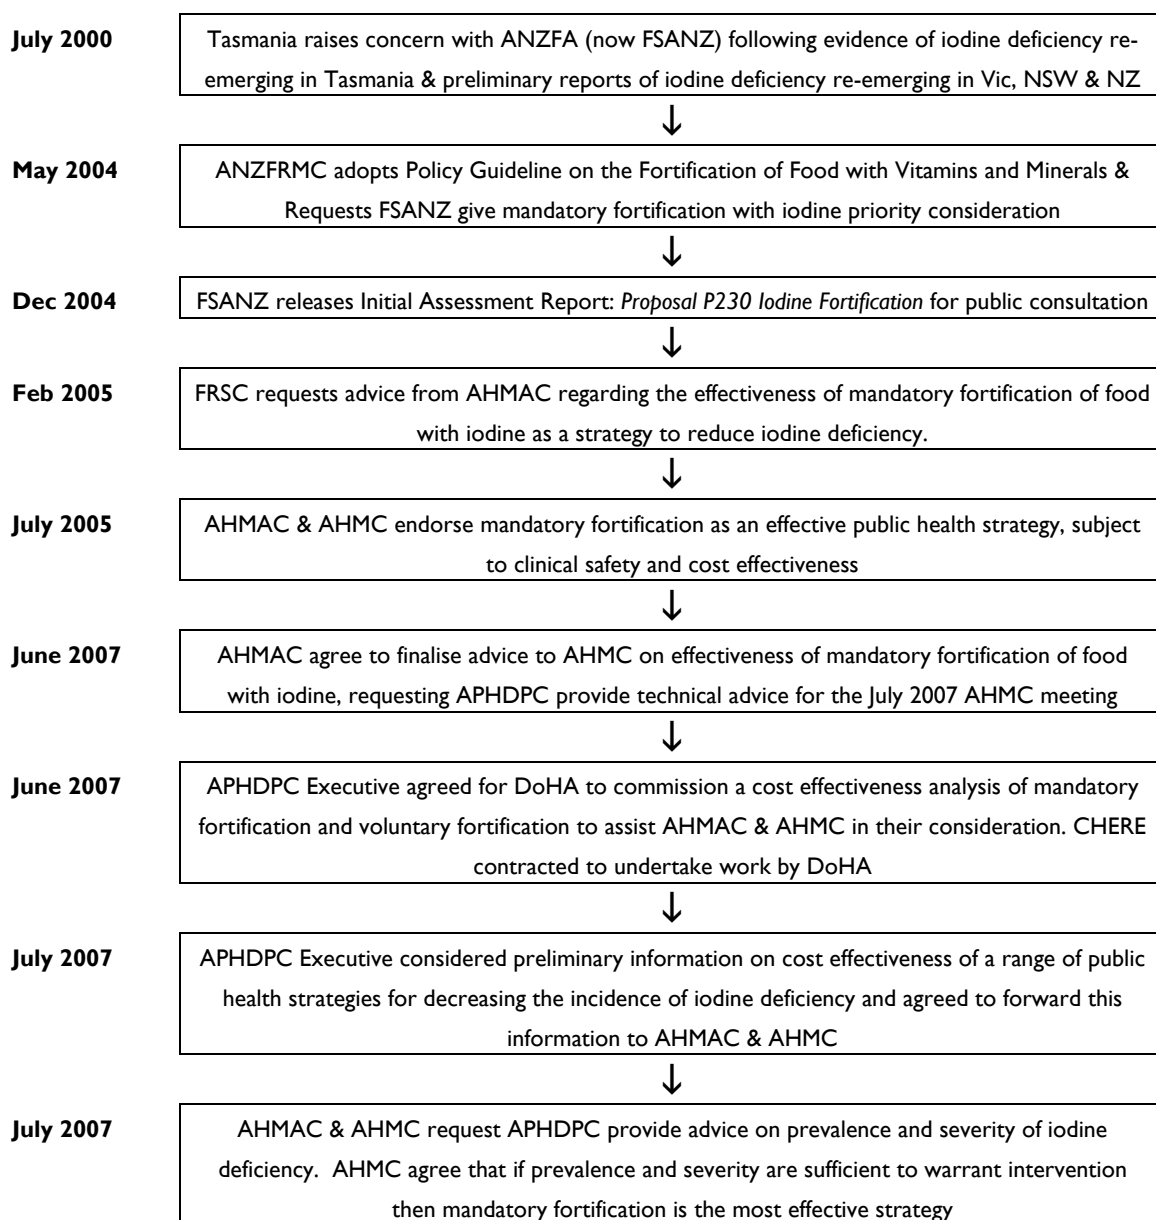 July 2000
Tasmania raises concern with ANZFA (now FSANZ) following evidence of iodine deficiency re-
emerging in Tasmania & preliminary reports of iodine deficiency re-emerging in Vic, NSW & NZ
↓
May 2004
ANZFRMC adopts Policy Guideline on the Fortification of Food with Vitamins and Minerals &
Requests FSANZ give mandatory fortification with iodine priority consideration
↓
Dec 2004
FSANZ releases Initial Assessment Report: Proposal P230 Iodine Fortification for public consultation
↓
Feb 2005
FRSC requests advice from AHMAC regarding the effectiveness of mandatory fortification of food
with iodine as a strategy to reduce iodine deficiency.
↓
July 2005
AHMAC & AHMC endorse mandatory fortification as an effective public health strategy, subject
to clinical safety and cost effectiveness
↓
June 2007
AHMAC agree to finalise advice to AHMC on effectiveness of mandatory fortification of food
with iodine, requesting APHDPC provide technical advice for the July 2007 AHMC meeting
↓
June 2007
APHDPC Executive agreed for DoHA to commission a cost effectiveness analysis of mandatory
fortification and voluntary fortification to assist AHMAC & AHMC in their consideration. CHERE
contracted to undertake work by DoHA
↓
July 2007
APHDPC Executive considered preliminary information on cost effectiveness of a range of public
health strategies for decreasing the incidence of iodine deficiency and agreed to forward this
information to AHMAC & AHMC
↓
July 2007
AHMAC & AHMC request APHDPC provide advice on prevalence and severity of iodine
deficiency.  AHMC agree that if prevalence and severity are sufficient to warrant intervention
then mandatory fortification is the most effective strategy